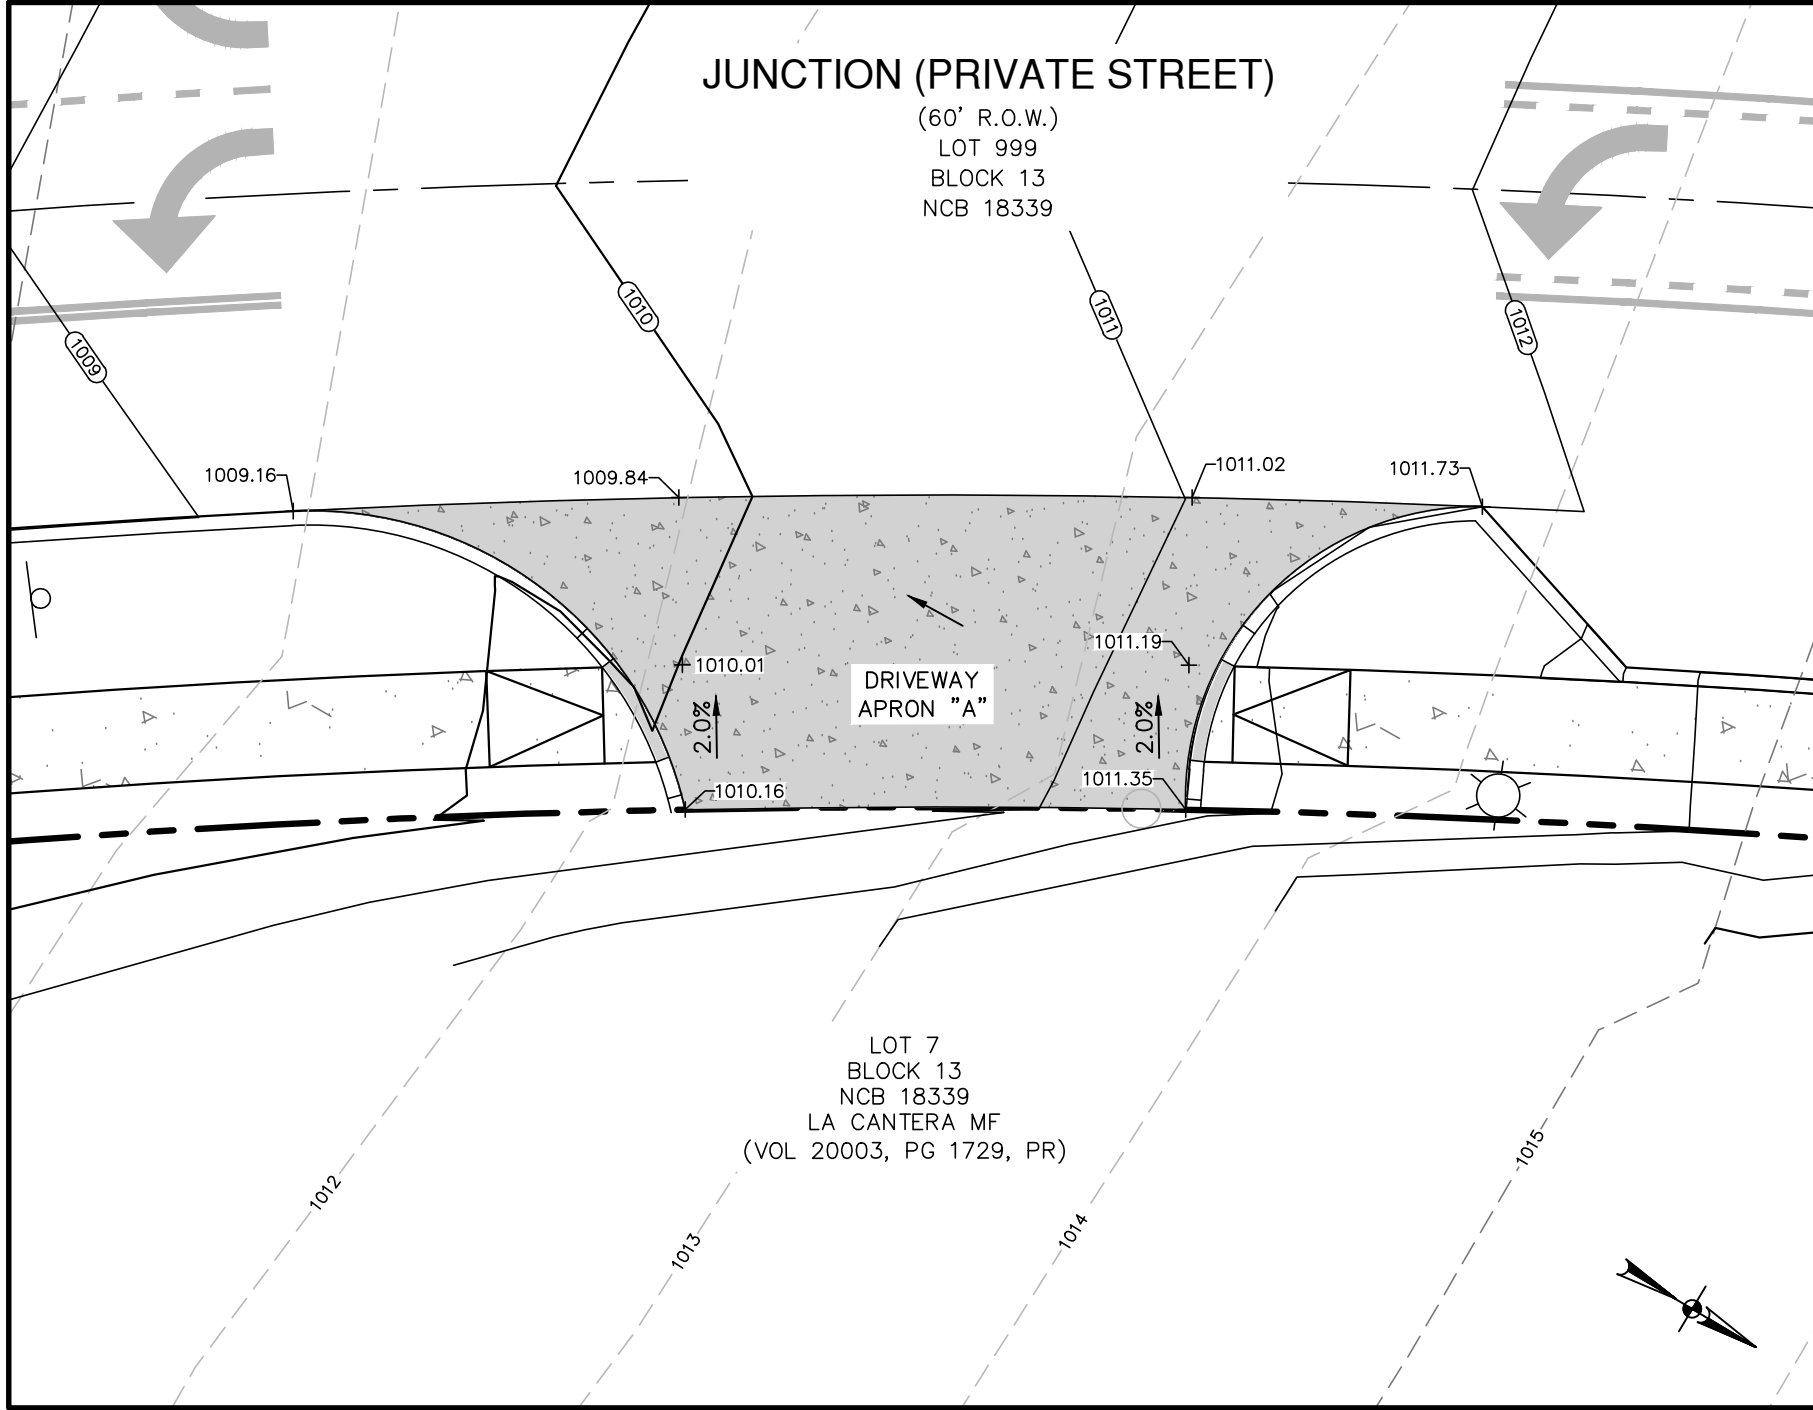 JUNCTION (PRIVATE STREET)
(60' R.O.W.)
LOT 999
BLOCK 13
NCB 18339
1009
1010
1011
1012
1009.16
1009.84
1011.02
1011.73
1010.01
1011.19
DRIVEWAY
APRON "A"
2.0%
2.0%
1010.16
1011.35
LOT 7
BLOCK 13
NCB 18339
LA CANTERA MF
(VOL 20003, PG 1729, PR)
1012
1013
1014
1015